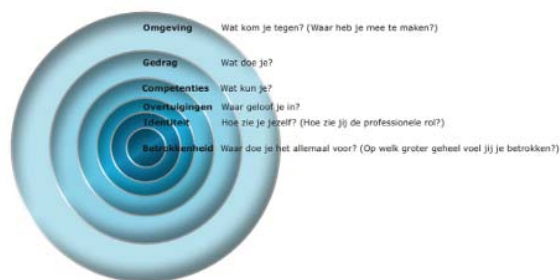 Omgeving Wat kom je tegen? (Waar heb je mee te maken?)
Gedrag Wat doe je?
Competenties Wat kun je?
Overtuigingen Waar geloof je in?
Identiteit Hoe zie je jezelf? (Hoe zie jij de professionele rol?)
Betrokkenheid Waar doe je het allemaal voor? (Op welk groter geheel voel jij je betrokken?)